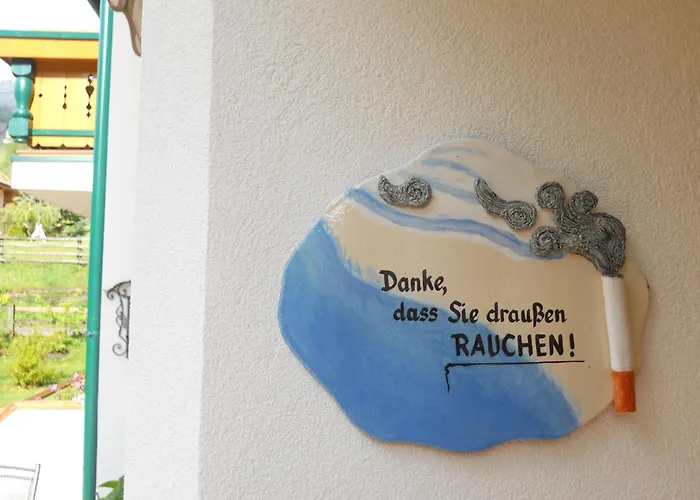 Danke,
dass Sie draußen
RAUCHEN!